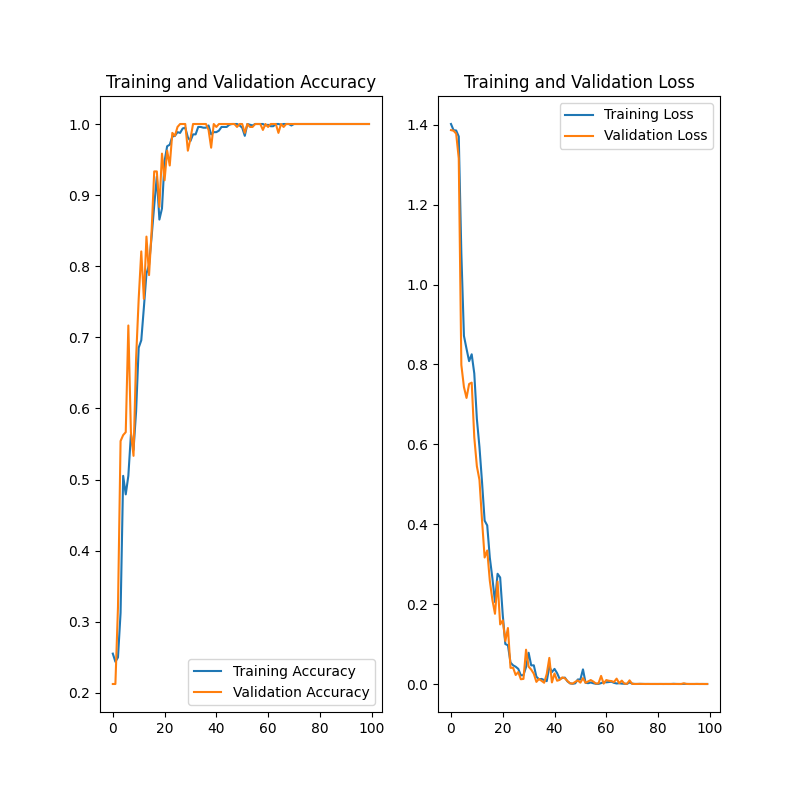 Training and Validation Accuracy
1.0
0.9
0.8
0.7
0.6
0.5
0.4
0.3
0.2
Training Accuracy
Validation Accuracy
0 20 40 60 80 100
Training and Validation Loss
Training Loss
Validation Loss
1.4
1.2
1.0
0.8
0.6
0.4
0.2
0.0
0 20 40 60 80 100